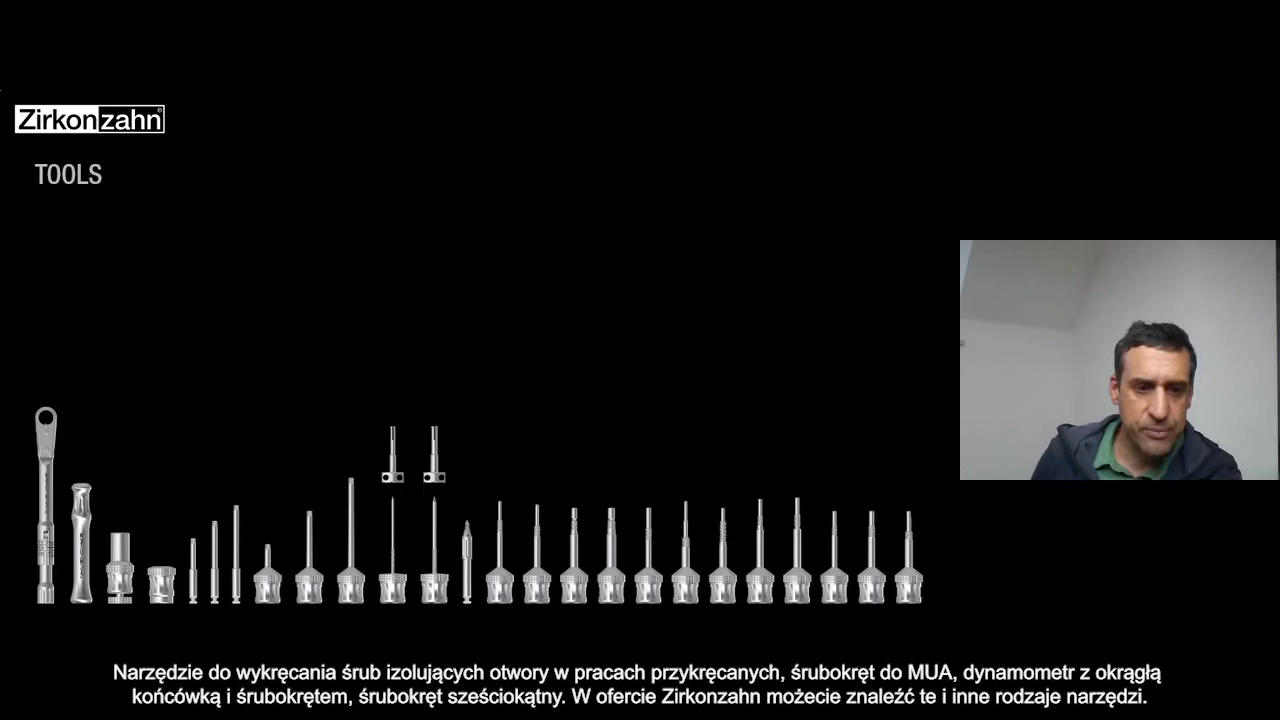 Zirkonzahn®
TOOLS
Narzędzie do wykręcania śrub izolujących otwory w pracach przykręcanych, śrubokręt do MUA, dynamometr z okrągłą
końcówką i śrubokrętem, śrubokręt sześciokątny. W ofercie Zirkonzahn możecie znaleźć te i inne rodzaje narzędzi.